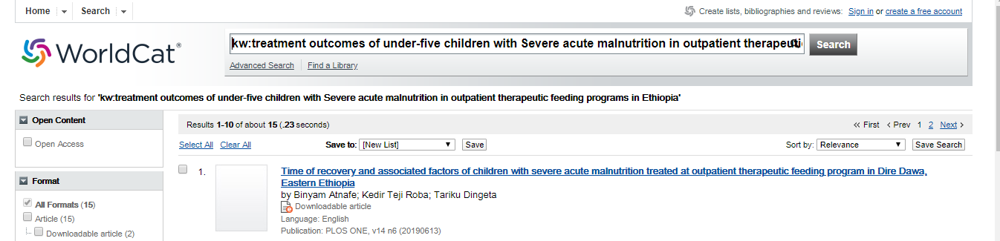 Home Search Create lists, bibliographies and reviews: Sign in or create a free account
WorldCat®
kw:treatment outcomes of under-five children with Severe acute malnutrition in outpatient therapeuti
Search
Advanced Search Find a Library
Search results for 'kw:treatment outcomes of under-five children with Severe acute malnutrition in outpatient therapeutic feeding programs in Ethiopia'
Open Content
Open Access
Format
All Formats (15)
Article (15)
Downloadable article (2)
Results 1-10 of about 15 (.23 seconds) << First < Prev 1 2 Next >
Select All Clear All Save to: [New List] Save Sort by: Relevance Save Search
1. Time of recovery and associated factors of children with severe acute malnutrition treated at outpatient therapeutic feeding program in Dire Dawa,
Eastern Ethiopia
by Binyam Atnafe; Kedir Teji Roba; Tariku Dingeta
Downloadable article
Language: English
Publication: PLOS ONE, v14 n6 (20190613)